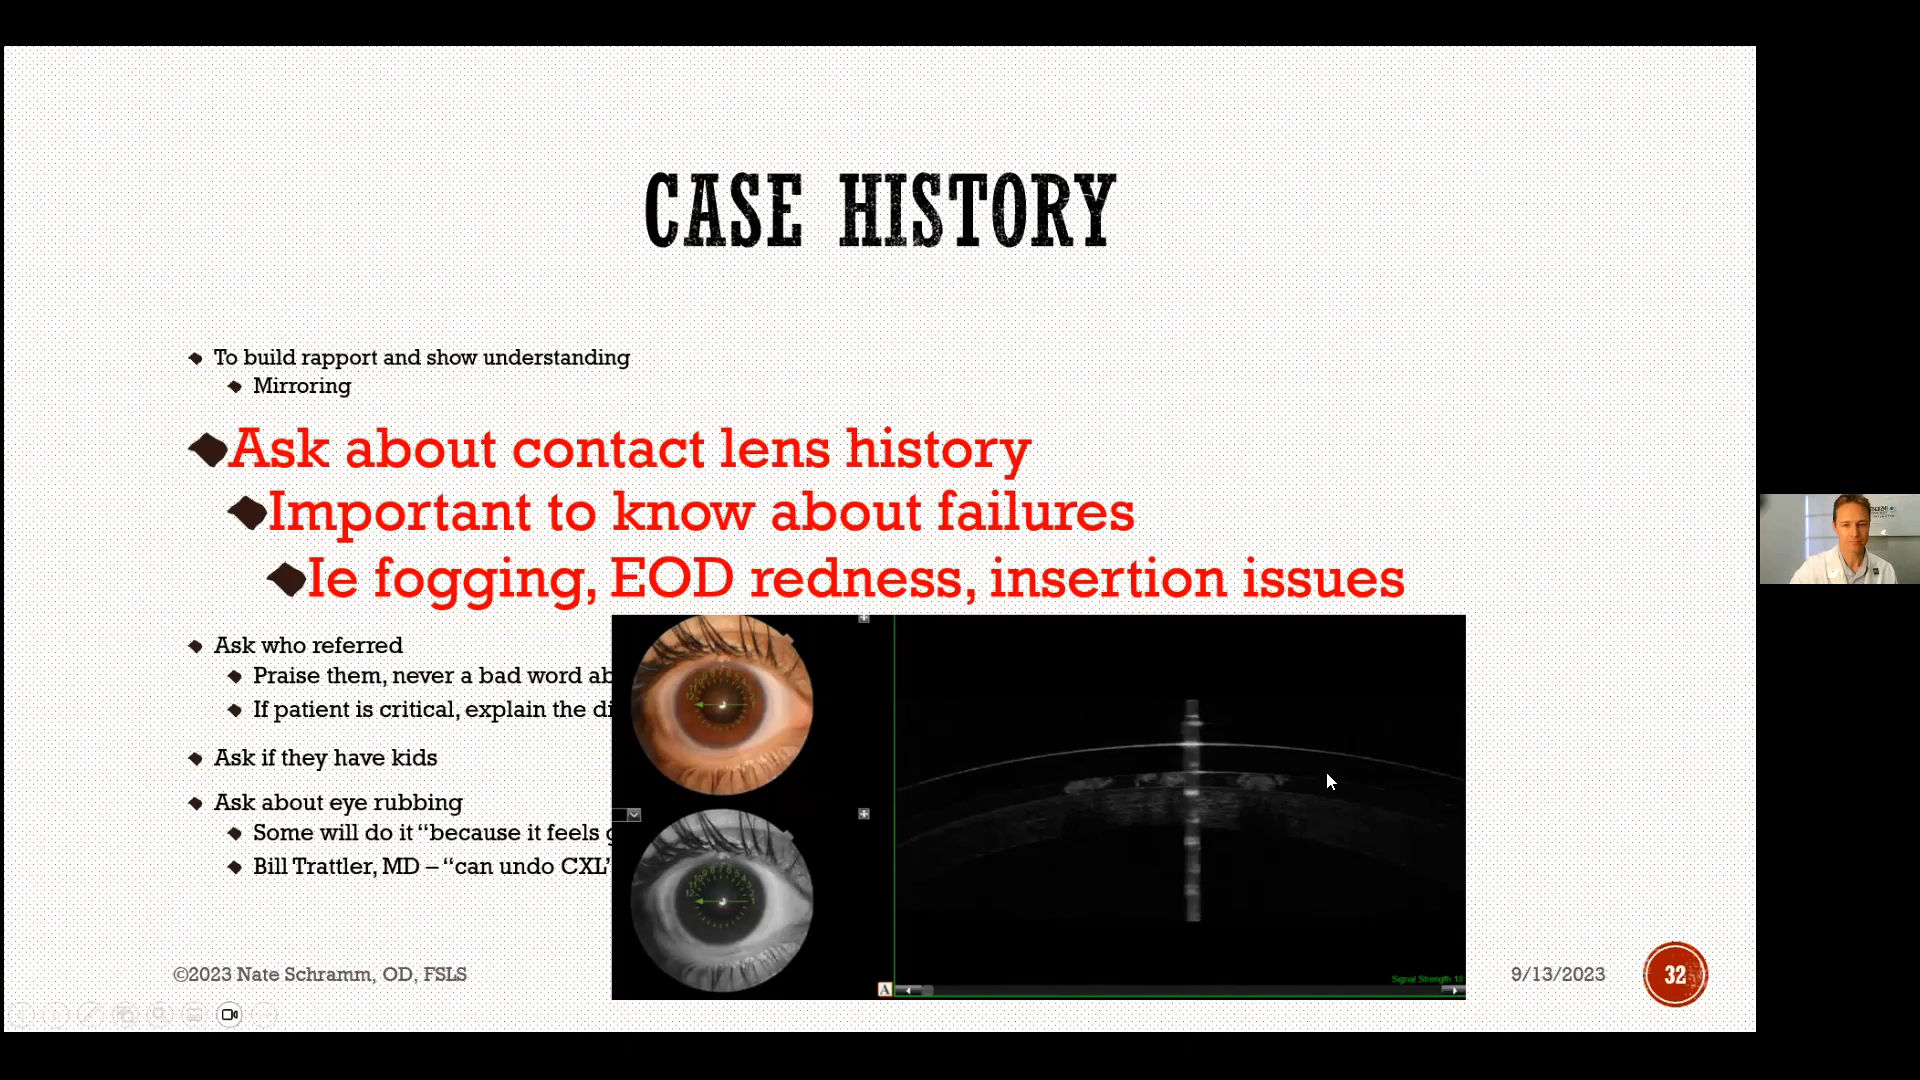 CASE HISTORY
To build rapport and show understanding
Mirroring
Ask about contact lens history
Important to know about failures
Ie fogging, EOD redness, insertion issues
Ask who referred
Praise them, never a bad word ab
If patient is critical, explain the di
Ask if they have kids
Ask about eye rubbing
Some will do it “because it feels g
Bill Trattler, MD – “can undo CXL”
A
Signal Strength 10
©2023 Nate Schramm, OD, FSLS
9/13/2023
32